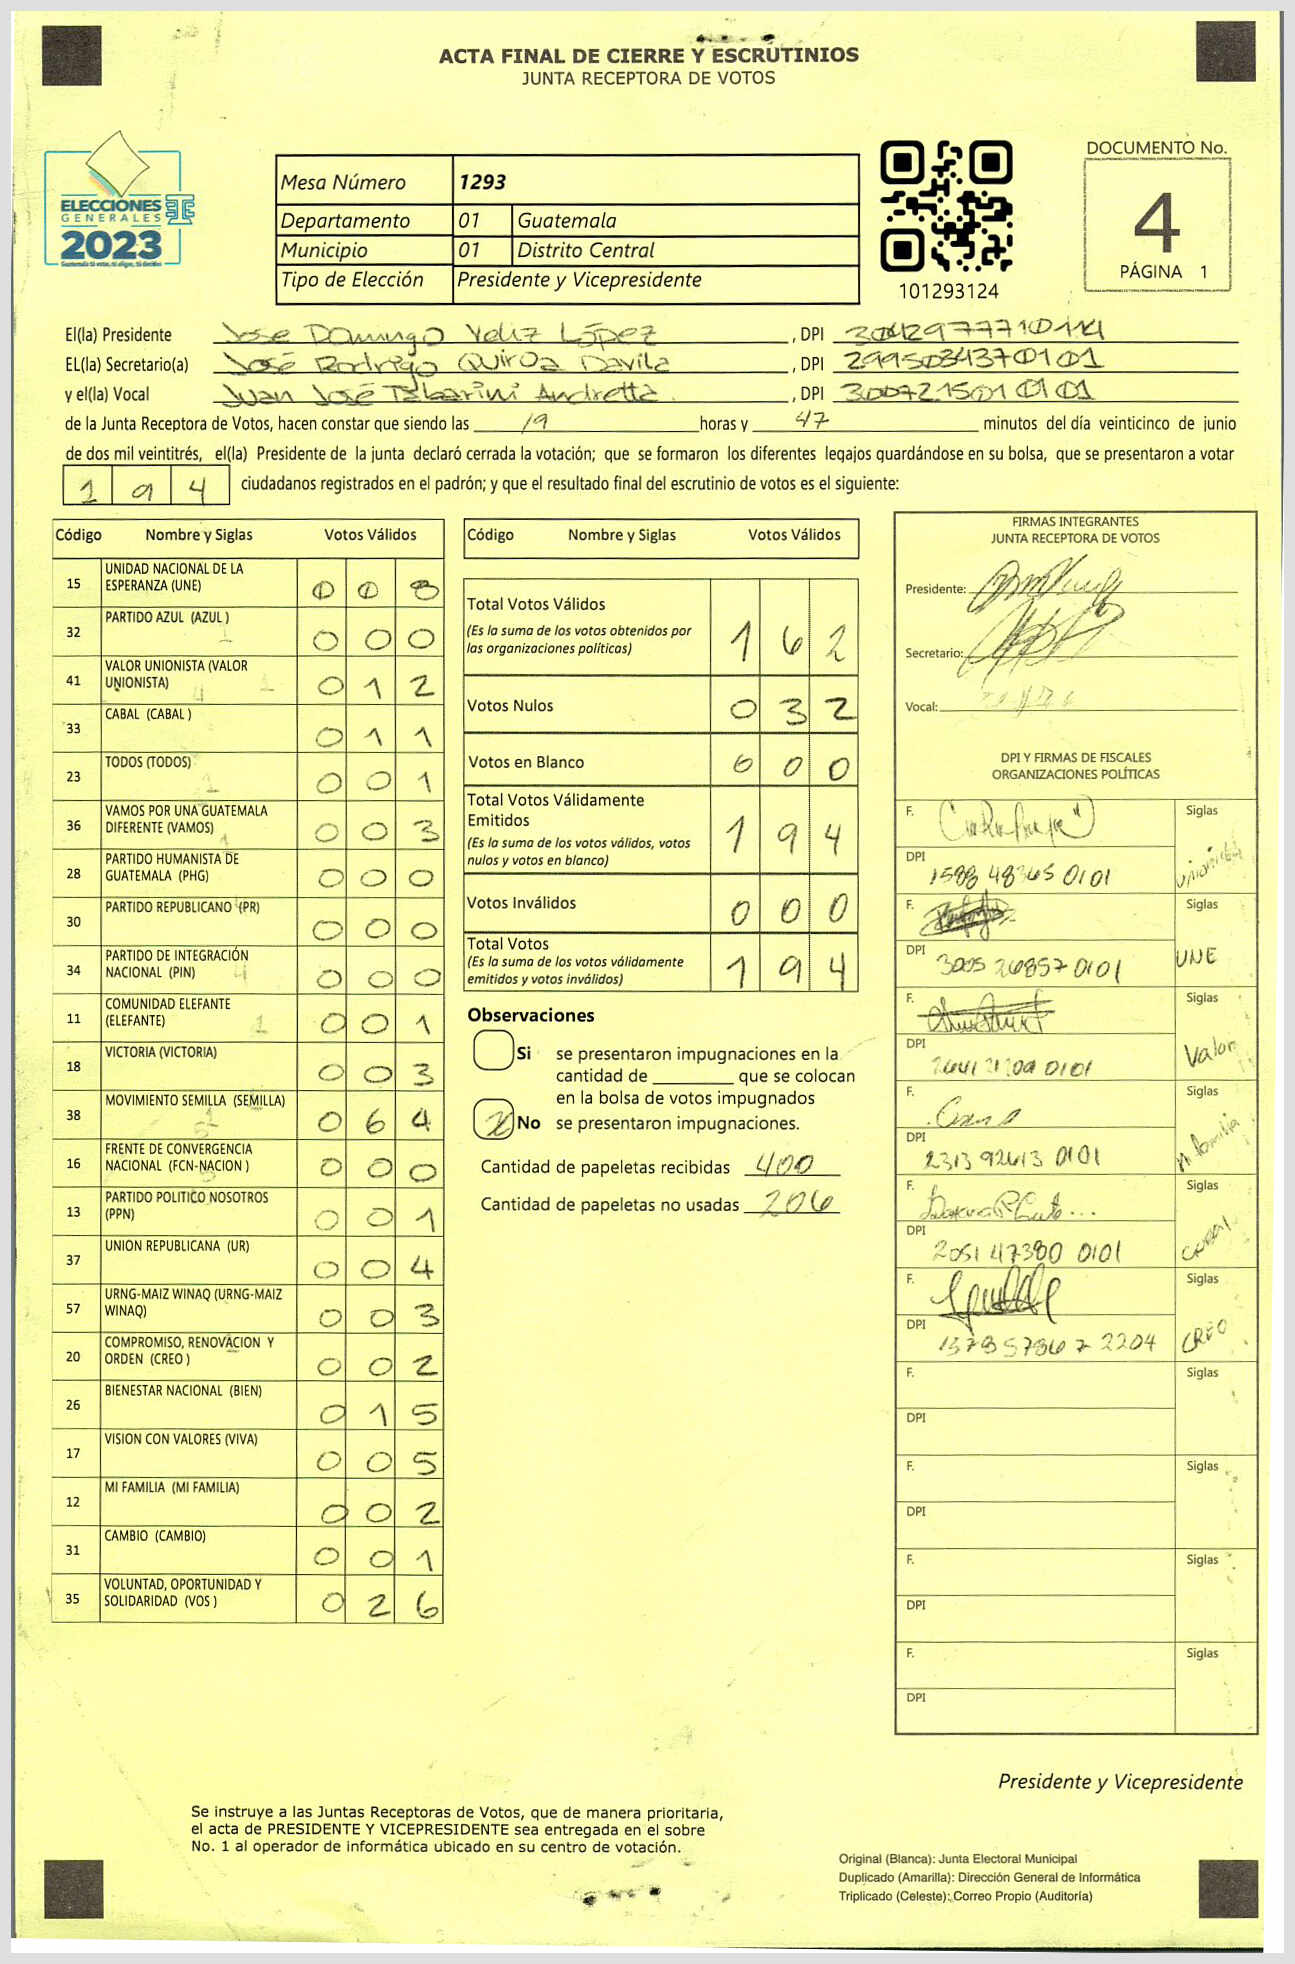 ACTA FINAL DE CIERRE Y ESCRUTINIOS
JUNTA RECEPTORA DE VOTOS
ELECCIONES
GENERALES
2023
Guatemala tú votas, tú eliges, tú decides
Mesa Número 1293
Departamento 01 Guatemala
Municipio 01 Distrito Central
Tipo de Elección Presidente y Vicepresidente
101293124
DOCUMENTO No.
4
PÁGINA 1
El(la) Presidente Jose Domingo Veliz López , DPI 3042977710114
EL(la) Secretario(a) José Rodrigo Quiroa Davila , DPI 2995034370101
y el(la) Vocal Juan José Tabarini Andretta , DPI 3007215010101
de la Junta Receptora de Votos, hacen constar que siendo las 19 horas y 47 minutos del día veinticinco de junio
de dos mil veintitrés, el(la) Presidente de la junta declaró cerrada la votación; que se formaron los diferentes legajos guardándose en su bolsa, que se presentaron a votar
1 9 4 ciudadanos registrados en el padrón; y que el resultado final del escrutinio de votos es el siguiente:
Código Nombre y Siglas Votos Válidos
15 UNIDAD NACIONAL DE LA
ESPERANZA (UNE) 0 0 8
32 PARTIDO AZUL (AZUL ) 0 0 0
41 VALOR UNIONISTA (VALOR
UNIONISTA) 0 1 2
33 CABAL (CABAL ) 0 1 1
23 TODOS (TODOS) 0 0 1
36 VAMOS POR UNA GUATEMALA
DIFERENTE (VAMOS) 0 0 3
28 PARTIDO HUMANISTA DE
GUATEMALA (PHG) 0 0 0
30 PARTIDO REPUBLICANO (PR) 0 0 0
34 PARTIDO DE INTEGRACIÓN
NACIONAL (PIN) 0 0 0
11 COMUNIDAD ELEFANTE
(ELEFANTE) 0 0 1
18 VICTORIA (VICTORIA) 0 0 3
38 MOVIMIENTO SEMILLA (SEMILLA) 0 6 4
16 FRENTE DE CONVERGENCIA
NACIONAL (FCN-NACION ) 0 0 0
13 PARTIDO POLITICO NOSOTROS
(PPN) 0 0 1
37 UNION REPUBLICANA (UR) 0 0 4
57 URNG-MAIZ WINAQ (URNG-MAIZ
WINAQ) 0 0 3
20 COMPROMISO, RENOVACION Y
ORDEN (CREO ) 0 0 2
26 BIENESTAR NACIONAL (BIEN) 0 1 5
17 VISION CON VALORES (VIVA) 0 0 5
12 MI FAMILIA (MI FAMILIA) 0 0 2
31 CAMBIO (CAMBIO) 0 0 1
35 VOLUNTAD, OPORTUNIDAD Y
SOLIDARIDAD (VOS ) 0 2 6
Código Nombre y Siglas Votos Válidos
Total Votos Válidos
(Es la suma de los votos obtenidos por
las organizaciones políticas) 1 6 2
Votos Nulos 0 3 2
Votos en Blanco 0 0 0
Total Votos Válidamente
Emitidos
(Es la suma de los votos válidos, votos
nulos y votos en blanco) 1 9 4
Votos Inválidos 0 0 0
Total Votos
(Es la suma de los votos válidamente
emitidos y votos inválidos) 1 9 4
Observaciones
Si se presentaron impugnaciones en la
cantidad de ________ que se colocan
en la bolsa de votos impugnados
X No se presentaron impugnaciones.
Cantidad de papeletas recibidas 400
Cantidad de papeletas no usadas 206
FIRMAS INTEGRANTES
JUNTA RECEPTORA DE VOTOS
Presidente:
Secretario:
Vocal:
DPI Y FIRMAS DE FISCALES
ORGANIZACIONES POLÍTICAS
F. Siglas
DPI Unionista
F. Siglas
DPI 3005 26857 0101 UNE
F. Siglas
DPI Valor
F. Siglas
DPI 2313 92613 0101 Mi familia
F. Siglas
DPI 2051 47380 0101 CABAL
F. Siglas
DPI CREO
F. Siglas
DPI
F. Siglas
DPI
F. Siglas
DPI
F. Siglas
DPI
Presidente y Vicepresidente
Se instruye a las Juntas Receptoras de Votos, que de manera prioritaria,
el acta de PRESIDENTE Y VICEPRESIDENTE sea entregada en el sobre
No. 1 al operador de informática ubicado en su centro de votación.
Original (Blanca): Junta Electoral Municipal
Duplicado (Amarilla): Dirección General de Informática
Triplicado (Celeste): Correo Propio (Auditoría)